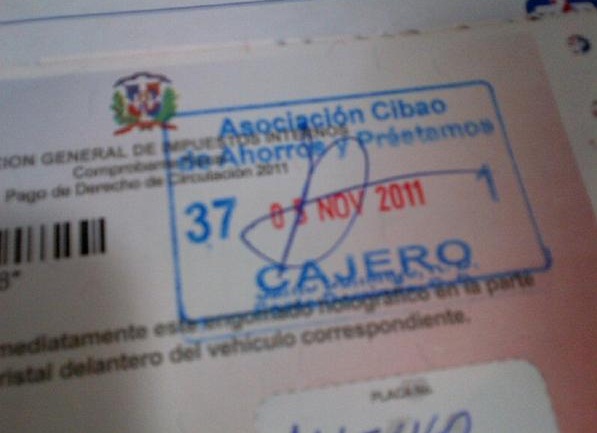 CION GENERAL DE IMPUESTOS INTERNOS
Comprobante
Pago de Derecho de Circulación 2011
Asociación Cibao
de Ahorros y Préstamos
37 05 NOV 2011 1
CAJERO
mediatamente este engomado holográfico en la parte
ristal delantero del vehículo correspondiente.
PLACA No.